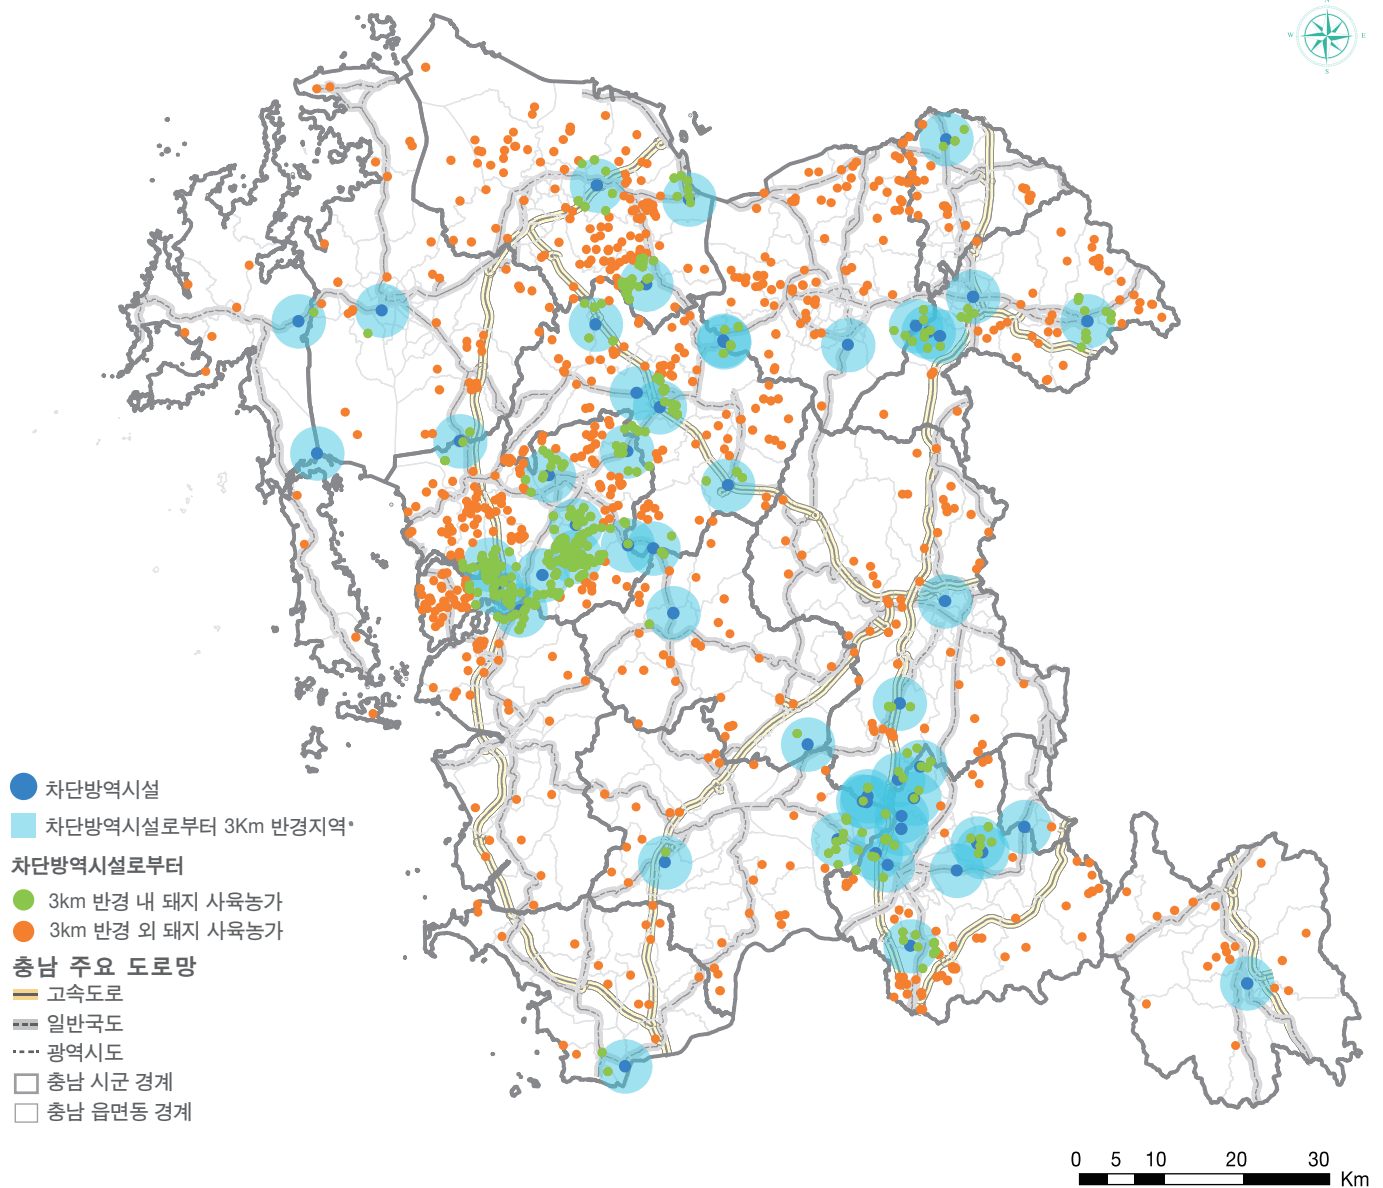 N
W
E
S
차단방역시설
차단방역시설로부터 3Km 반경지역
차단방역시설로부터
3km 반경 내 돼지 사육농가
3km 반경 외 돼지 사육농가
충남 주요 도로망
고속도로
일반국도
광역시도
충남 시군 경계
충남 읍면동 경계
0 5 10 20 30
Km